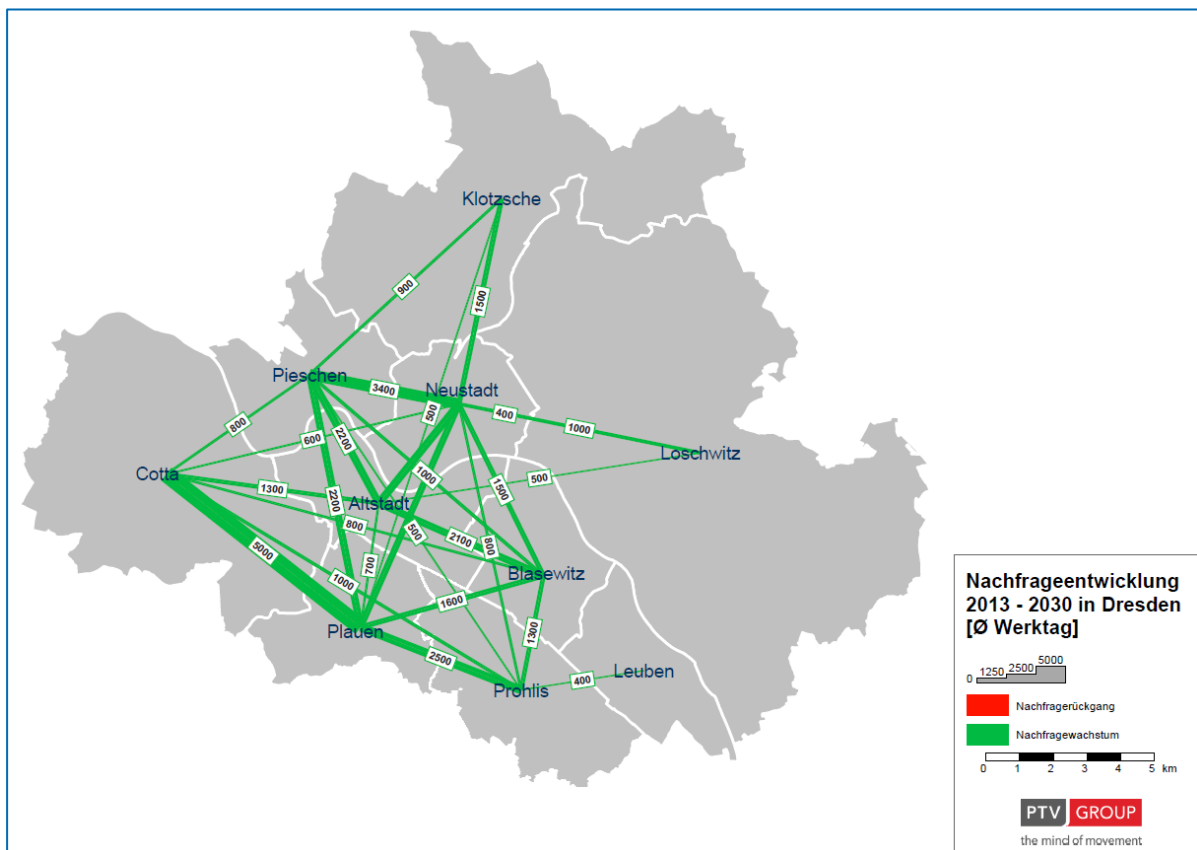 Klotzsche
900
1500
Pieschen
3400
Neustadt
500
400
1000
800
600
2200
Loschwitz
Cotta
1000
500
1300
Altstadt
1500
2200
800
500
2100
800
5000
700
Blasewitz
1000
1600
Plauen
1300
2500
Leuben
Prohlis
400
Nachfrageentwicklung
2013 - 2030 in Dresden
[Ø Werktag]
0 1250 2500 5000
Nachfragerückgang
Nachfragewachstum
0 1 2 3 4 5 km
PTV GROUP
the mind of movement